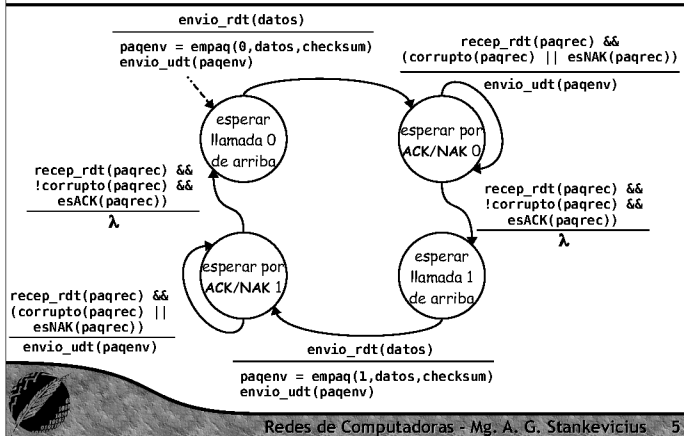 envio_rdt(datos)
paqenv = empaq(0,datos,checksum)
envio_udt(paqenv)
recep_rdt(paqrec) &&
(corrupto(paqrec) || esNAK(paqrec))
envio_udt(paqenv)
esperar
llamada 0
de arriba
esperar por
ACK/NAK 0
recep_rdt(paqrec) &&
!corrupto(paqrec) &&
esACK(paqrec))
λ
recep_rdt(paqrec) &&
!corrupto(paqrec) &&
esACK(paqrec))
λ
esperar por
ACK/NAK 1
esperar
llamada 1
de arriba
recep_rdt(paqrec) &&
(corrupto(paqrec) ||
esNAK(paqrec))
envio_udt(paqenv)
envio_rdt(datos)
paqenv = empaq(1,datos,checksum)
envio_udt(paqenv)
Redes de Computadoras - Mg. A. G. Stankevicius 5